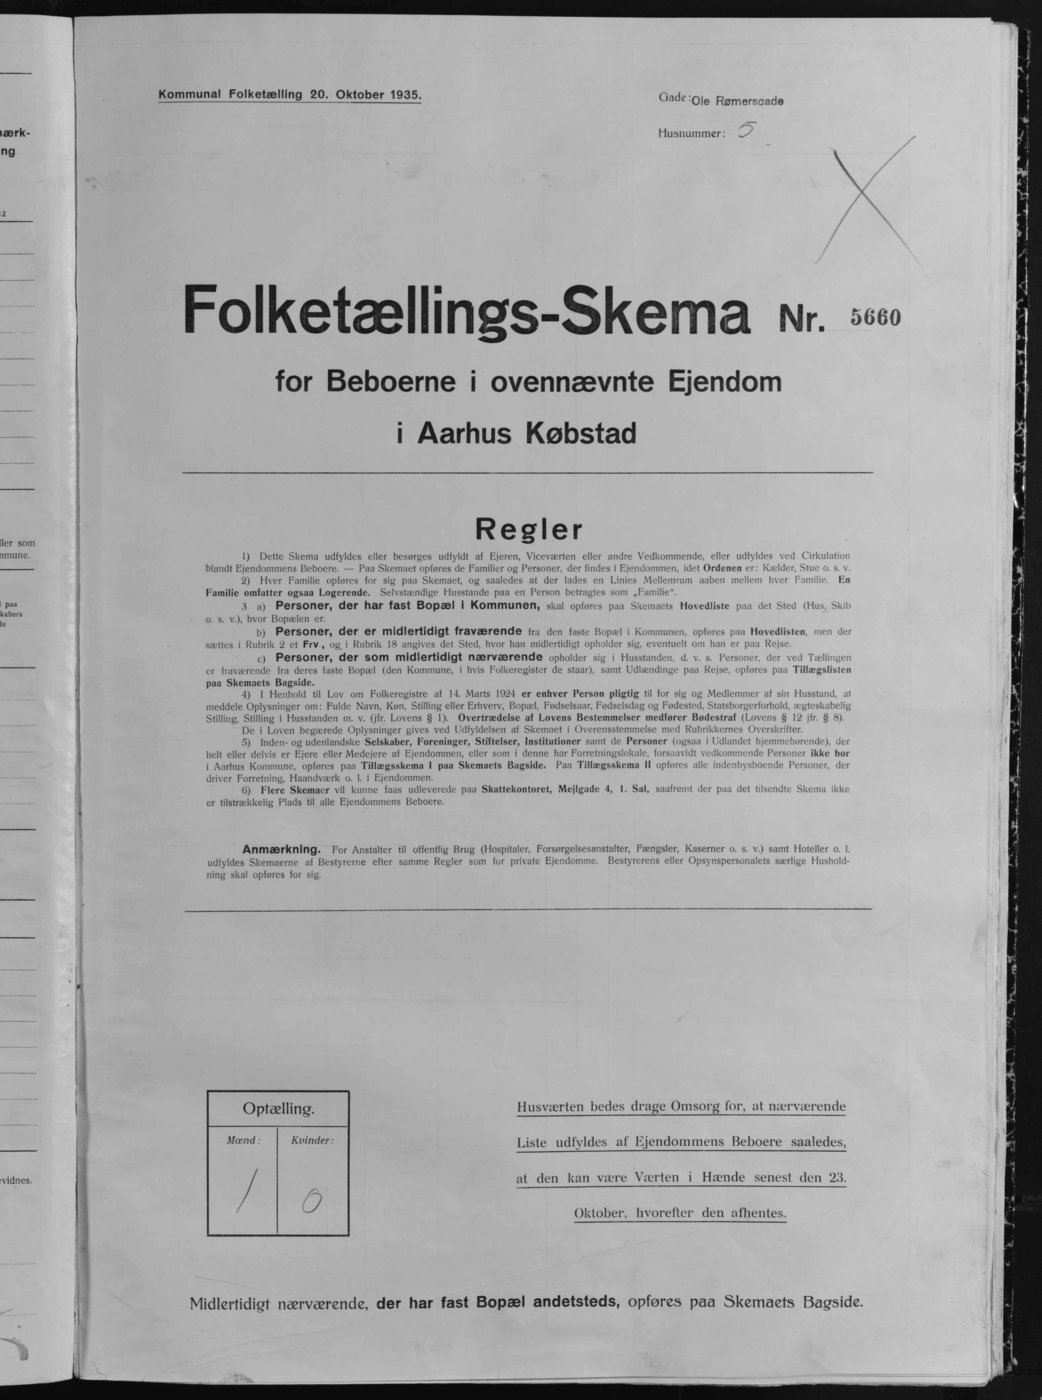 Kommunal Folketælling 20. Oktober 1935.
Gade: Ole Rømersgade
Husnummer: 5
Folketællings-Skema Nr. 5660
for Beboerne i ovennævnte Ejendom
i Aarhus Købstad
Regler
1) Dette Skema udfyldes eller besørges udfyldt af Ejeren, Viceværten eller andre Vedkommende, eller udfyldes ved Cirkulation
blandt Ejendommens Beboere. — Paa Skemaet opføres de Familier og Personer, der findes i Ejendommen, idet Ordenen er: Kælder, Stue o. s. v.
2) Hver Familie opføres for sig paa Skemaet, og saaledes at der lades en Linies Mellemrum aaben mellem hver Familie. En
Familie omfatter ogsaa Logerende. Selvstændige Husstande paa en Person betragtes som „Familie“.
3 a) Personer, der har fast Bopæl i Kommunen, skal opføres paa Skemaets Hovedliste paa det Sted (Hus, Skib
o. s. v.), hvor Bopælen er.
b) Personer, der er midlertidigt fraværende fra den faste Bopæl i Kommunen, opføres paa Hovedlisten, men der
sættes i Rubrik 2 et Frv., og i Rubrik 18 angives det Sted, hvor han midlertidigt opholder sig, eventuelt om han er paa Rejse.
c) Personer, der som midlertidigt nærværende opholder sig i Husstanden, d. v. s. Personer, der ved Tællingen
er fraværende fra deres faste Bopæl (den Kommune, i hvis Folkeregister de staar), samt Udlændinge paa Rejse, opføres paa Tillægslisten
paa Skemaets Bagside.
4) I Henhold til Lov om Folkeregistre af 14. Marts 1924 er enhver Person pligtig til for sig og Medlemmer af sin Husstand, at
meddele Oplysninger om: Fulde Navn, Køn, Stilling eller Erhverv, Bopæl, Fødselsaar, Fødselsdag og Fødested, Statsborgerforhold, ægteskabelig
Stilling, Stilling i Husstanden m. v. (jfr. Lovens § 1). Overtrædelse af Lovens Bestemmelser medfører Bødestraf (Lovens § 12 jfr. § 8).
De i Loven begærede Oplysninger gives ved Udfyldelsen af Skemaet i Overensstemmelse med Rubrikkernes Overskrifter.
5) Inden- og udenlandske Selskaber, Foreninger, Stiftelser, Institutioner samt de Personer (ogsaa i Udlandet hjemmehørende), der
helt eller delvis er Ejere eller Medejere af Ejendommen, eller som i denne har Forretningslokale, forsaavidt vedkommende Personer ikke bor
i Aarhus Kommune, opføres paa Tillægsskema I paa Skemaets Bagside. Paa Tillægsskema II opføres alle indenbysboende Personer, der
driver Forretning, Haandværk o. l. i Ejendommen.
6) Flere Skemaer vil kunne faas udleverede paa Skattekontoret, Mejlgade 4, 1. Sal, saafremt der paa det tilsendte Skema ikke
er tilstrækkelig Plads til alle Ejendommens Beboere.
Anmærkning. For Anstalter til offentlig Brug (Hospitaler, Forsørgelsesanstalter, Fængsler, Kaserner o. s. v.) samt Hoteller o. l.
udfyldes Skemaerne af Bestyrerne efter samme Regler som for private Ejendomme. Bestyrerens eller Opsynspersonalets særlige Hushold-
ning skal opføres for sig.
Optælling.
Mænd: Kvinder:
1 0
Husværten bedes drage Omsorg for, at nærværende
Liste udfyldes af Ejendommens Beboere saaledes,
at den kan være Værten i Hænde senest den 23.
Oktober, hvorefter den afhentes.
Midlertidigt nærværende, der har fast Bopæl andetsteds, opføres paa Skemaets Bagside.